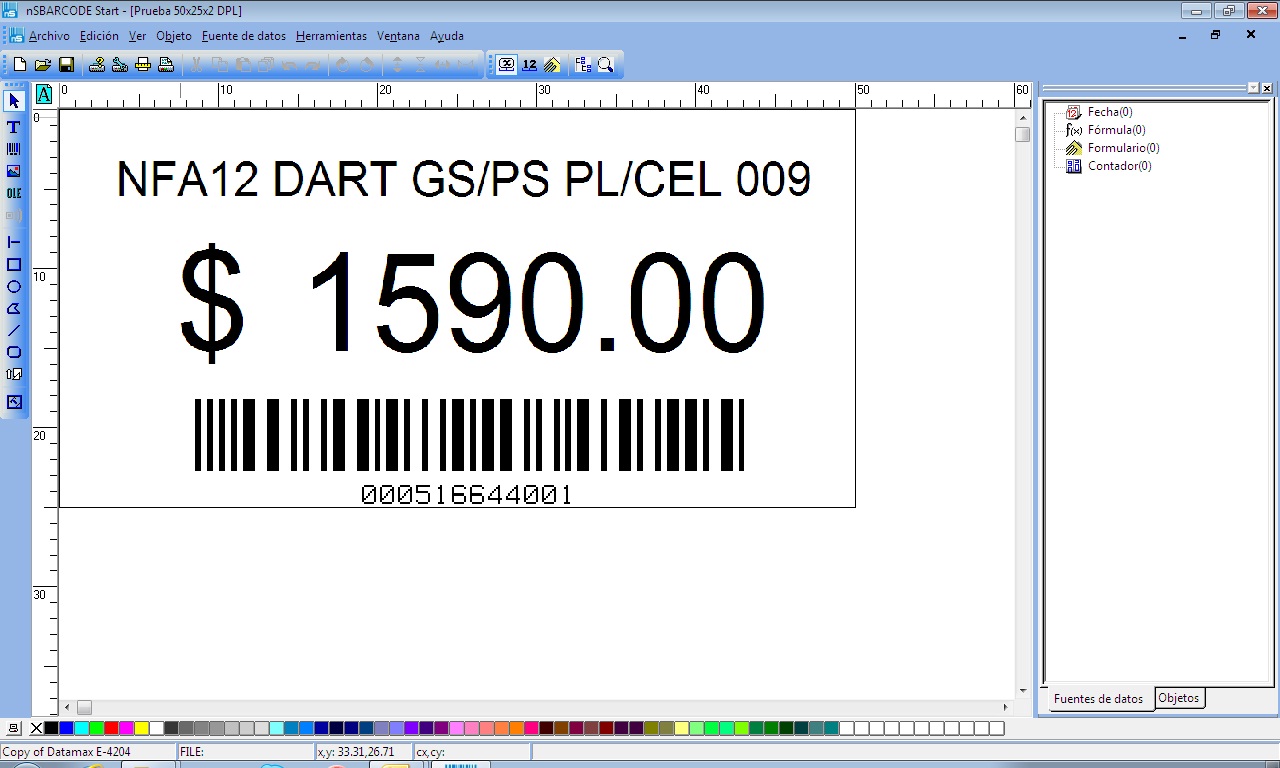 nSBARCODE Start - [Prueba 50x25x2 DPL]
Archivo Edición Ver Objeto Fuente de datos Herramientas Ventana Ayuda
12
A
0 10 20 30 40 50 60
T
OLE
0
10
20
30
NFA12 DART GS/PS PL/CEL 009
$ 1590.00
000516644001
Fecha(0)
Fórmula(0)
Formulario(0)
Contador(0)
Fuentes de datos Objetos
Copy of Datamax E-4204 FILE: x,y: 33.31,26.71 cx,cy: